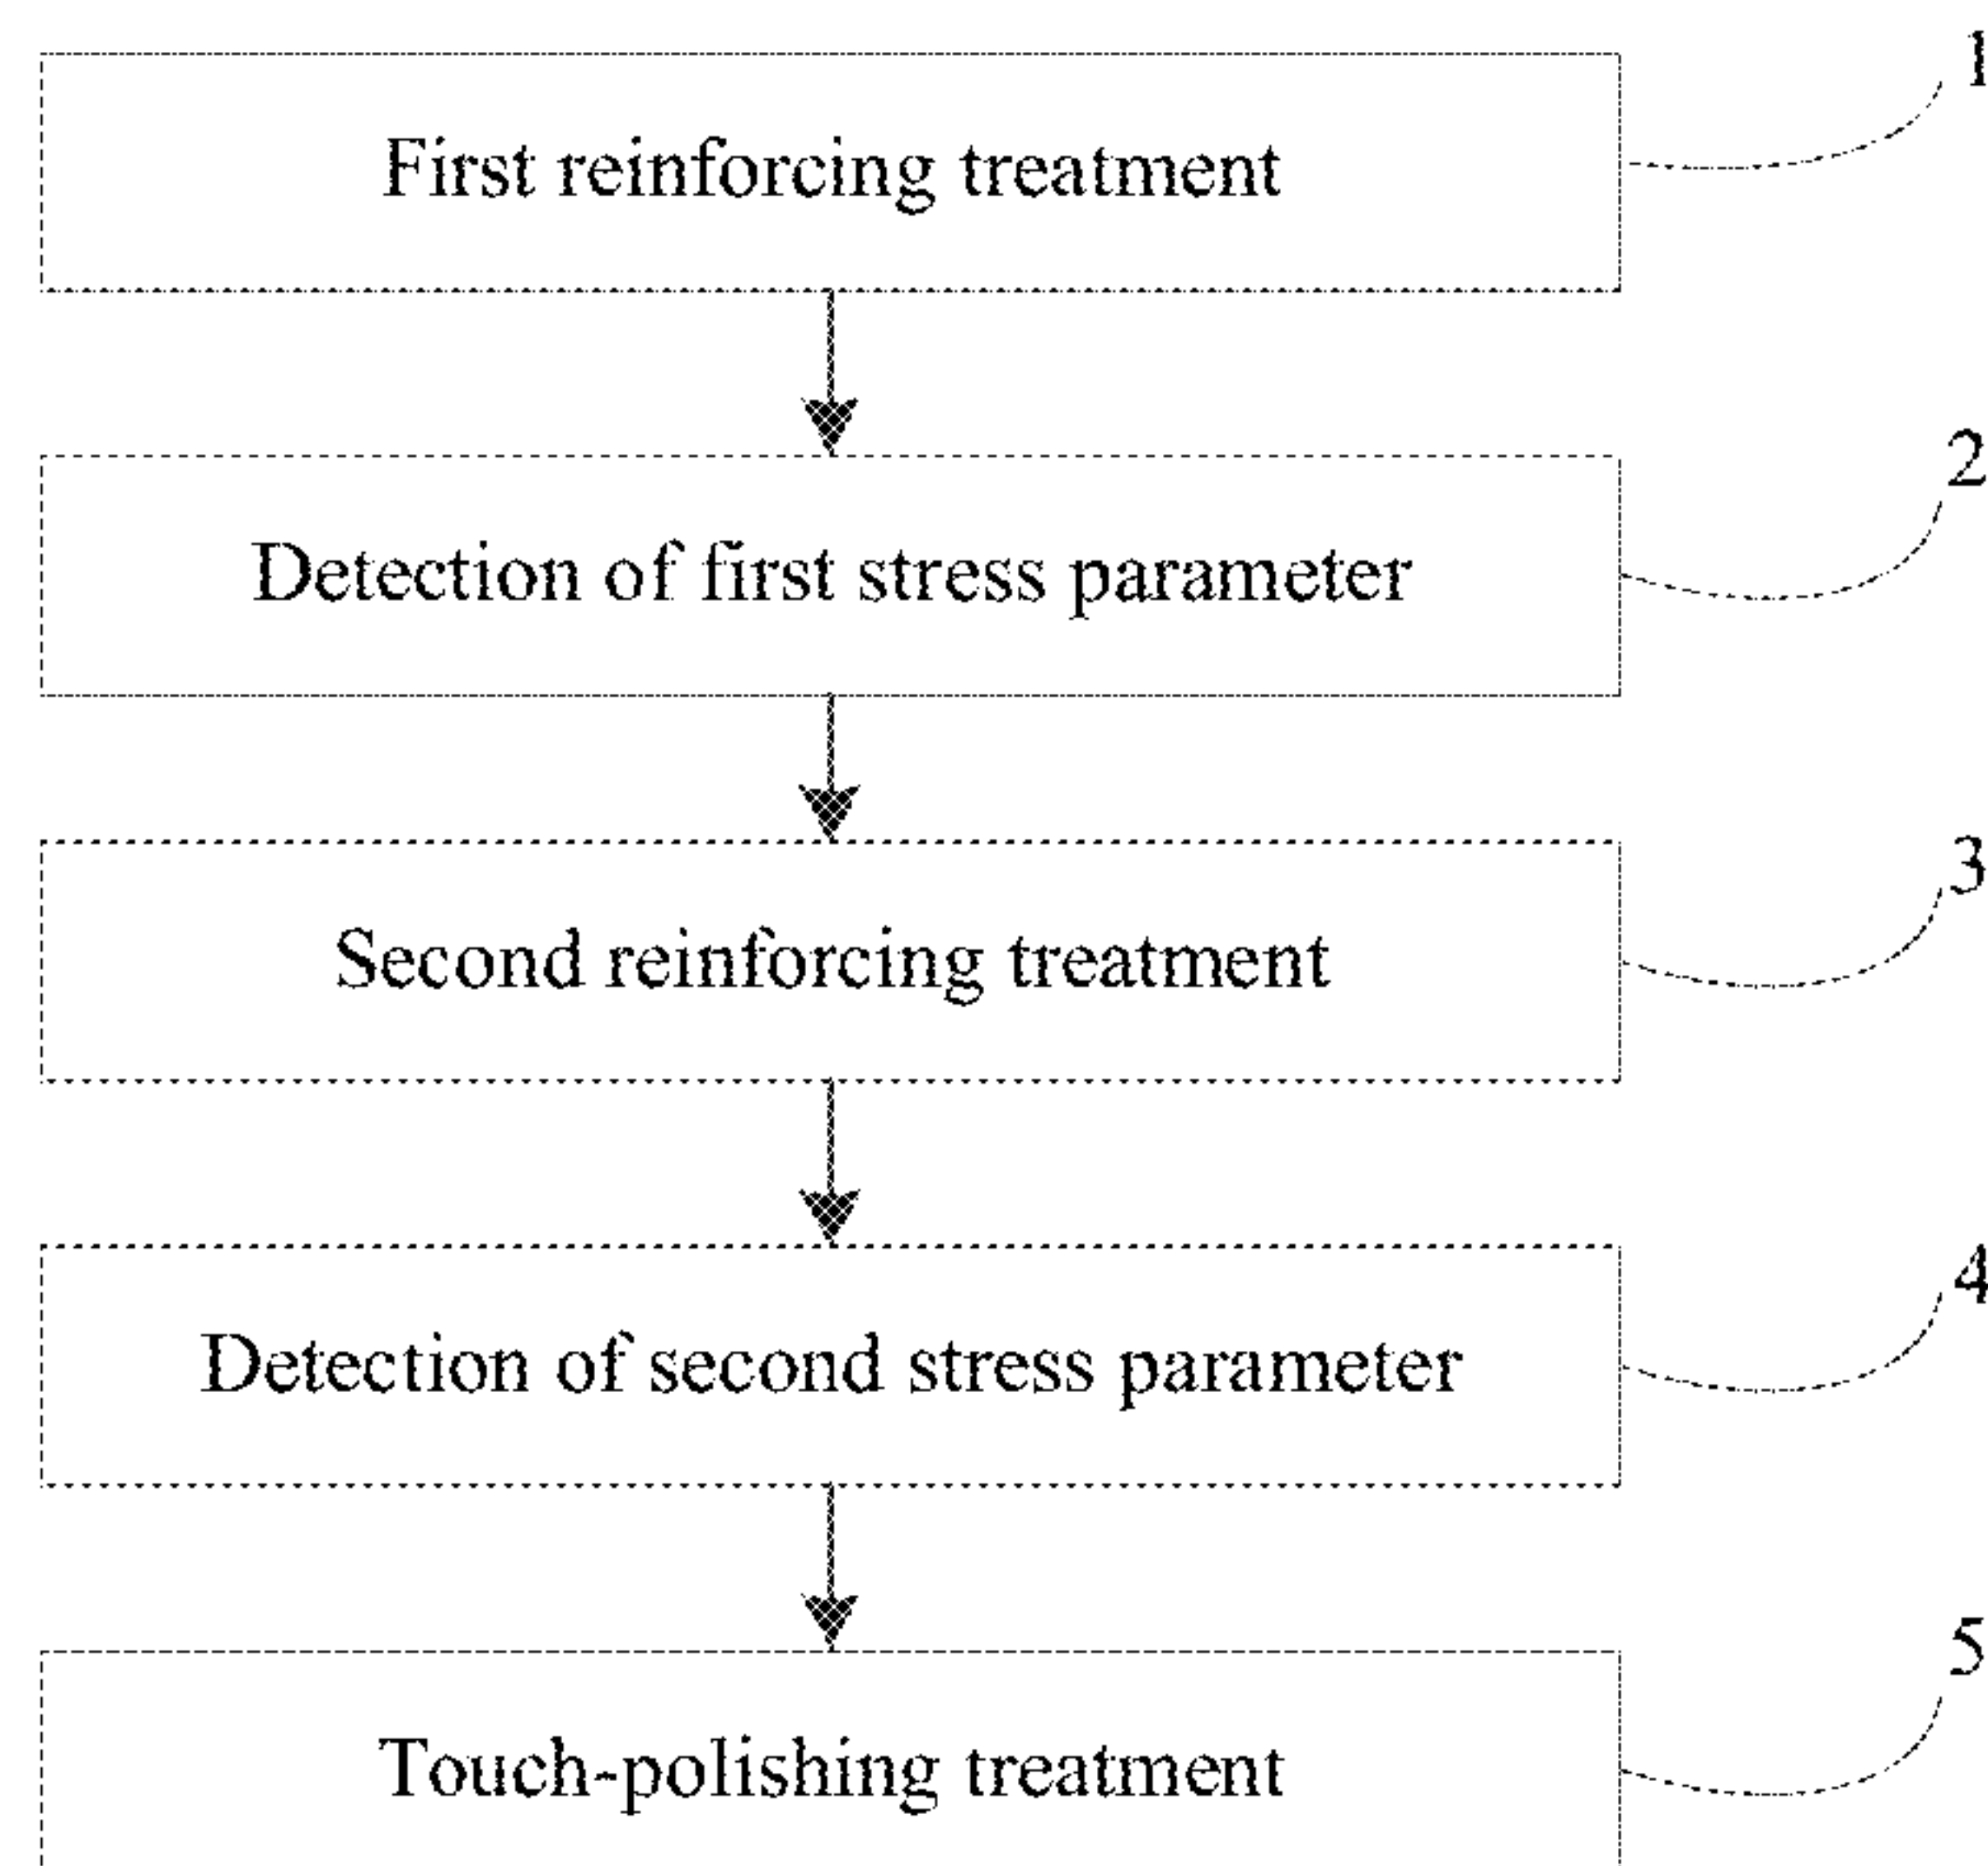 1
First reinforcing treatment
2
Detection of first stress parameter
3
Second reinforcing treatment
4
Detection of second stress parameter
5
Touch-polishing treatment